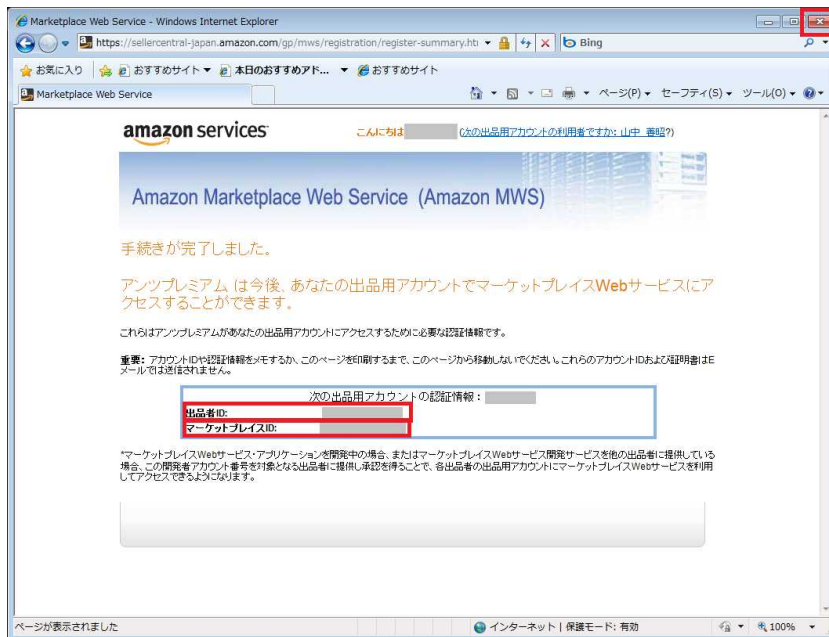 Marketplace Web Service - Windows Internet Explorer
https://sellercentral-japan.amazon.com/gp/mws/registration/register-summary.ht
Bing
お気に入り
おすすめサイト
本日のおすすめアド...
おすすめサイト
Marketplace Web Service
ページ(P)
セーフティ(S)
ツール(O)
amazon services
こんにちは
(次の出品用アカウントの利用者ですか: 山中 善昭?)
Amazon Marketplace Web Service (Amazon MWS)
手続きが完了しました。
アンツプレミアム は今後、あなたの出品用アカウントでマーケットプレイスWebサービスにア
クセスすることができます。
これらはアンツプレミアムがあなたの出品用アカウントにアクセスするために必要な認証情報です。
重要: アカウントIDや認証情報をメモするか、このページを印刷するまで、このページから移動しないでください。これらのアカウントIDおよび証明書はE
メールでは送信されません。
次の出品用アカウントの認証情報:
出品者ID:
マーケットプレイスID:
*マーケットプレイスWebサービス・アプリケーションを開発中の場合、またはマーケットプレイスWebサービス開発サービスを他の出品者に提供している
場合、この開発者アカウント番号を対象となる出品者に提供し承認を得ることで、各出品者の出品用アカウントにマーケットプレイスWebサービスを利用
してアクセスできるようになります。
ページが表示されました
インターネット | 保護モード: 有効
100%